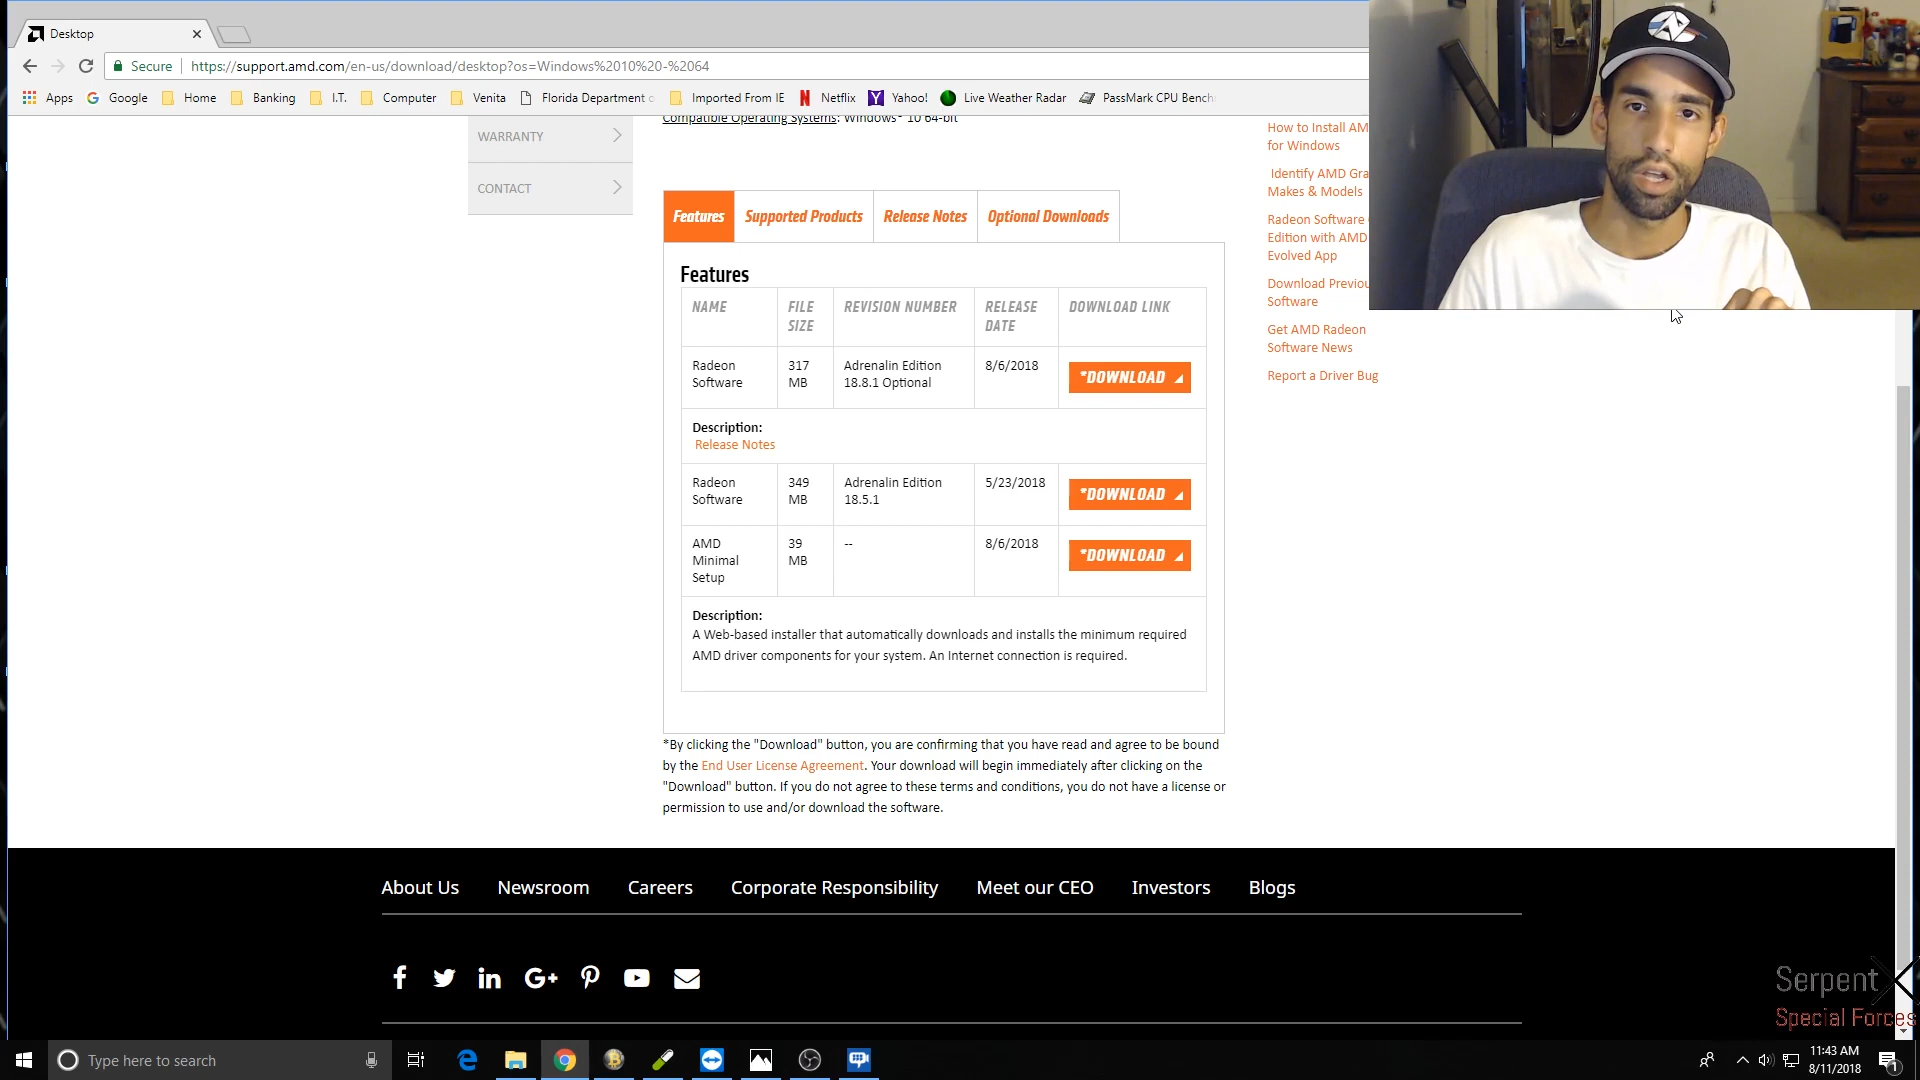 Desktop
Secure
https://support.amd.com/en-us/download/desktop?os=Windows%2010%20-%2064
Apps
Google
Home
Banking
I.T.
Computer
Venita
Florida Department
Imported From IE
Netflix
Yahoo!
Live Weather Radar
PassMark CPU Bench
Compatible Operating Systems: Windows® 10 64-bit
WARRANTY
CONTACT
Features
Supported Products
Release Notes
Optional Downloads
Features
NAME
FILE SIZE
REVISION NUMBER
RELEASE DATE
DOWNLOAD LINK
Radeon Software
317 MB
Adrenalin Edition 18.8.1 Optional
8/6/2018
*DOWNLOAD
Description:
Release Notes
Radeon Software
349 MB
Adrenalin Edition 18.5.1
5/23/2018
*DOWNLOAD
AMD Minimal Setup
39 MB
--
8/6/2018
*DOWNLOAD
Description:
A Web-based installer that automatically downloads and installs the minimum required
AMD driver components for your system. An Internet connection is required.
*By clicking the "Download" button, you are confirming that you have read and agree to be bound
by the End User License Agreement. Your download will begin immediately after clicking on the
"Download" button. If you do not agree to these terms and conditions, you do not have a license or
permission to use and/or download the software.
How to Install AM
for Windows
Identify AMD Gra
Makes & Models
Radeon Software
Edition with AMD
Evolved App
Download Previou
Software
Get AMD Radeon
Software News
Report a Driver Bug
About Us
Newsroom
Careers
Corporate Responsibility
Meet our CEO
Investors
Blogs
Serpent X
Special Forces
Type here to search
11:43 AM
8/11/2018
1